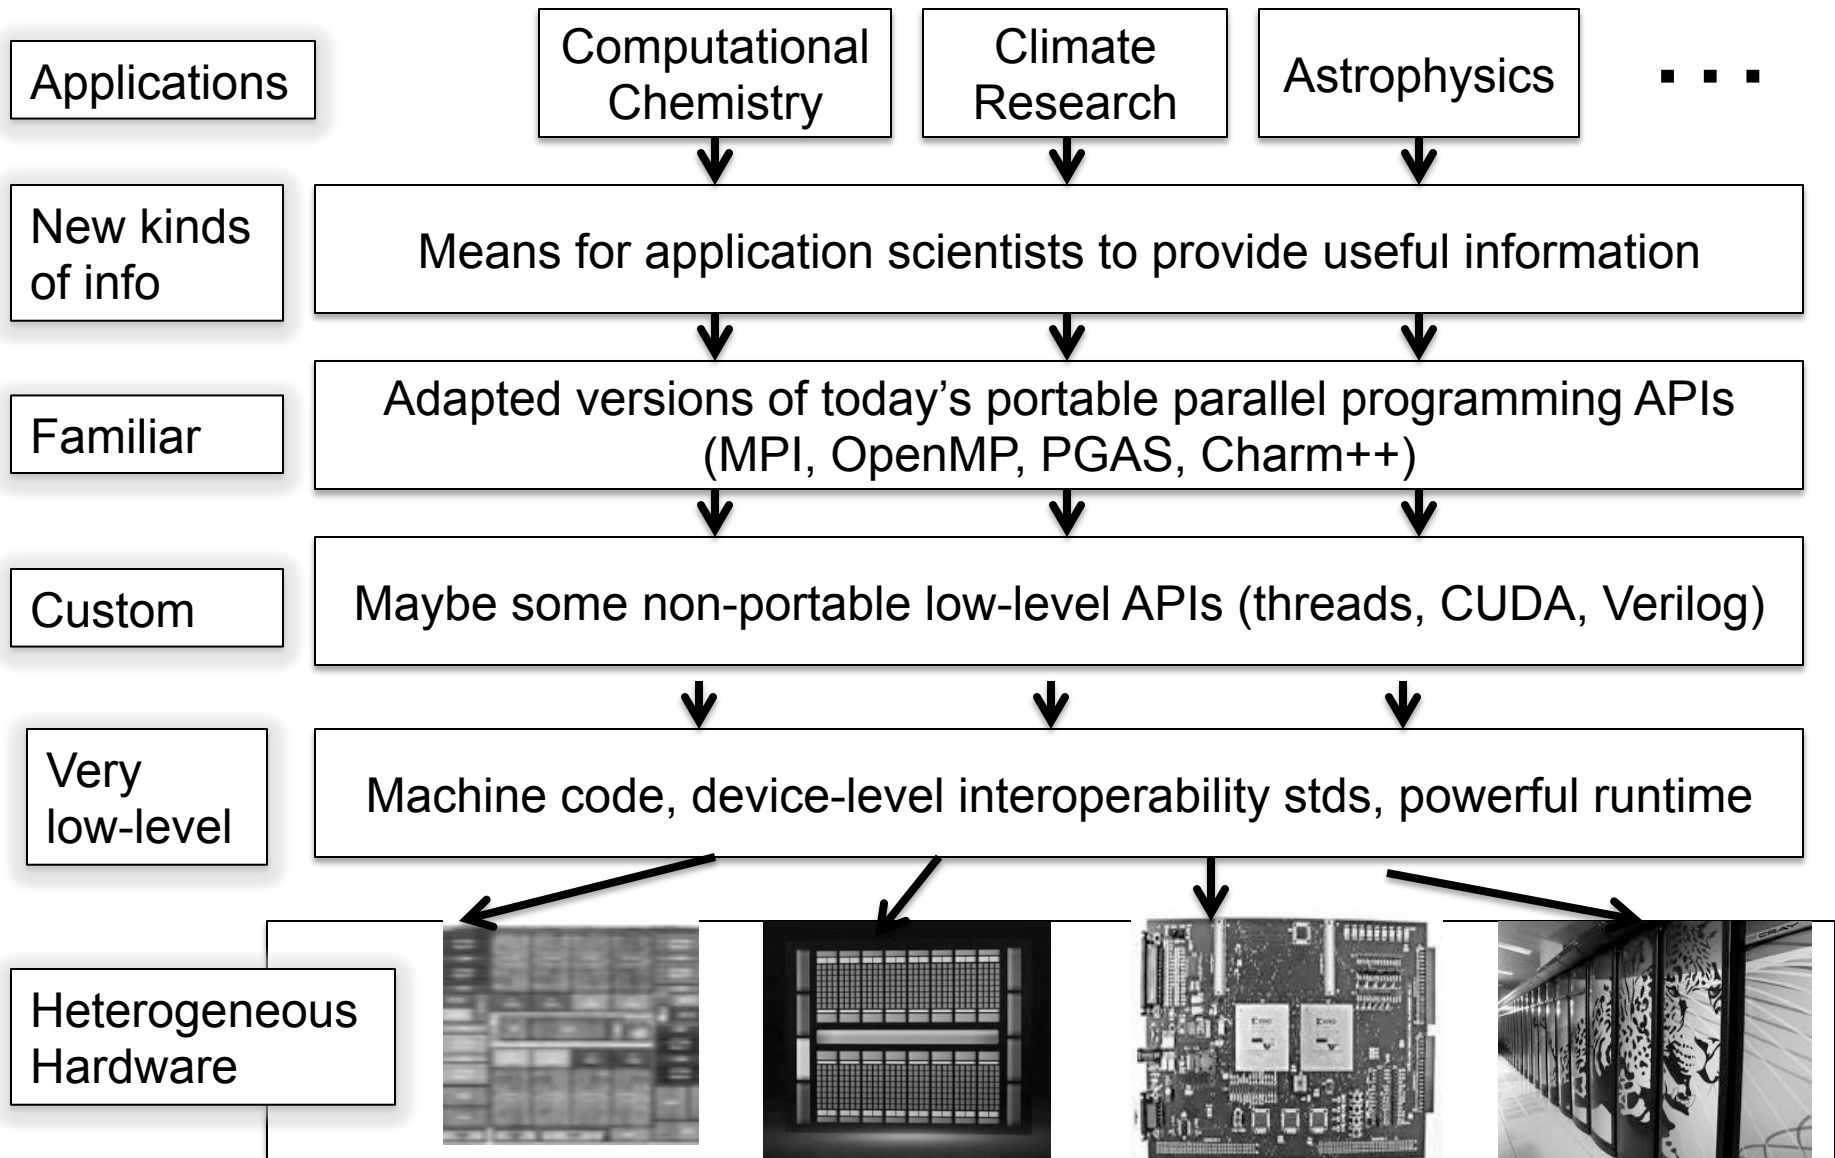 Applications
Computational
Chemistry
Climate
Research
Astrophysics
...
New kinds
of info
Means for application scientists to provide useful information
Familiar
Adapted versions of today’s portable parallel programming APIs
(MPI, OpenMP, PGAS, Charm++)
Custom
Maybe some non-portable low-level APIs (threads, CUDA, Verilog)
Very
low-level
Machine code, device-level interoperability stds, powerful runtime
Heterogeneous
Hardware
CRAY